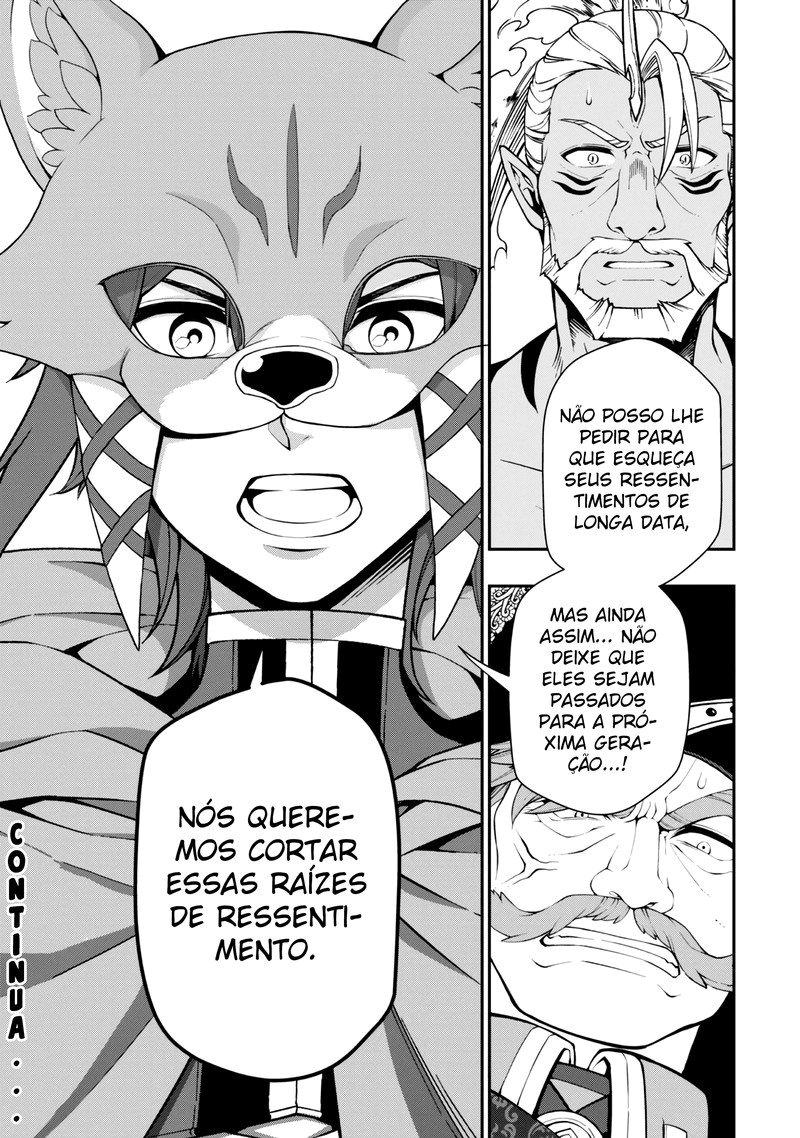 NÃO POSSO LHE
PEDIR PARA
QUE ESQUEÇA
SEUS RESSEN-
TIMENTOS DE
LONGA DATA,
MAS AINDA
ASSIM... NÃO
DEIXE QUE
ELES SEJAM
PASSADOS
PARA A PRÓ-
XIMA GERA-
ÇÃO...!
NÓS QUERE-
MOS CORTAR
ESSAS RAÍZES
DE RESSENTI-
MENTO.
CONTINUA...